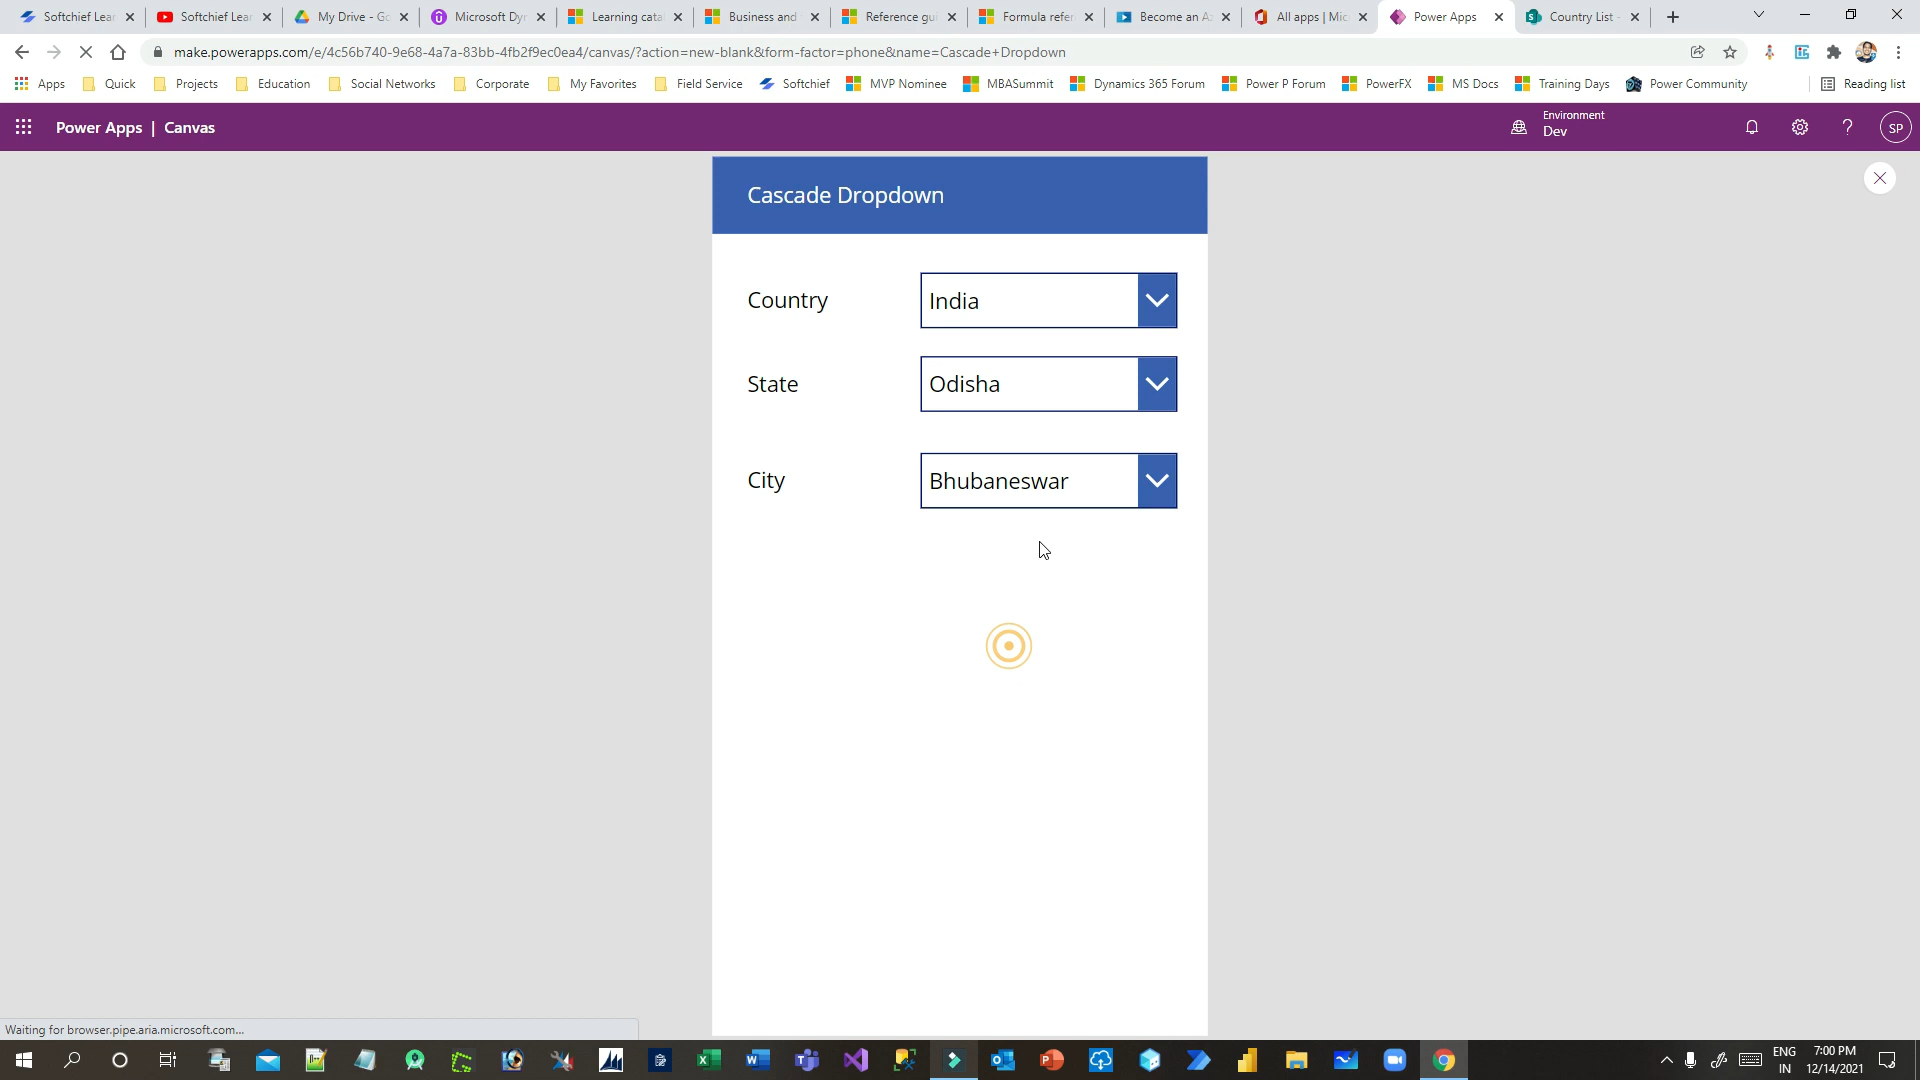 Softchief Lear
Softchief Lear
My Drive - Go
Microsoft Dyn
Learning cata
Business and
Reference gu
Formula refer
Become an Az
All apps | Mic
Power Apps
Country List -
make.powerapps.com/e/4c56b740-9e68-4a7a-83bb-4fb2f9ec0ea4/canvas/?action=new-blank&form-factor=phone&name=Cascade+Dropdown
Apps
Quick
Projects
Education
Social Networks
Corporate
My Favorites
Field Service
Softchief
MVP Nominee
MBASummit
Dynamics 365 Forum
Power P Forum
PowerFX
MS Docs
Training Days
Power Community
Reading list
Power Apps | Canvas
Environment
Dev
SP
Cascade Dropdown
Country
India
State
Odisha
City
Bhubaneswar
Waiting for browser.pipe.aria.microsoft.com...
ENG
IN
7:00 PM
12/14/2021